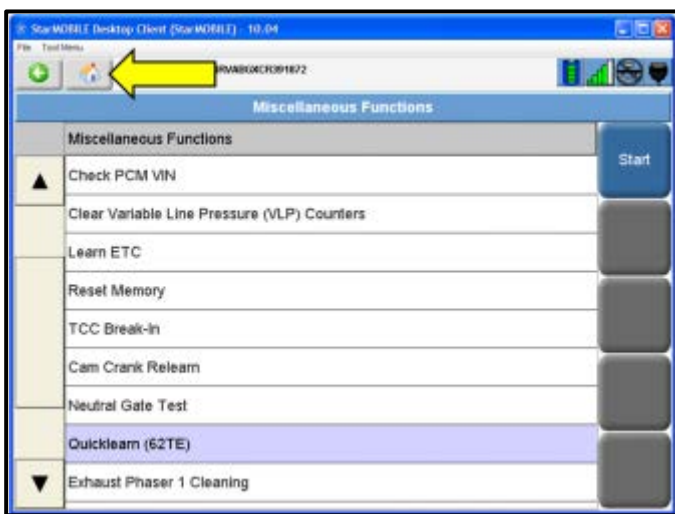 StarMOBILE Desktop Client (StarMOBILE) - 10.04
File Tool Menu
Miscellaneous Functions
Miscellaneous Functions
Start
Check PCM VIN
Clear Variable Line Pressure (VLP) Counters
Learn ETC
Reset Memory
TCC Break-In
Cam Crank Relearn
Neutral Gate Test
Quicklearn (62TE)
Exhaust Phaser 1 Cleaning